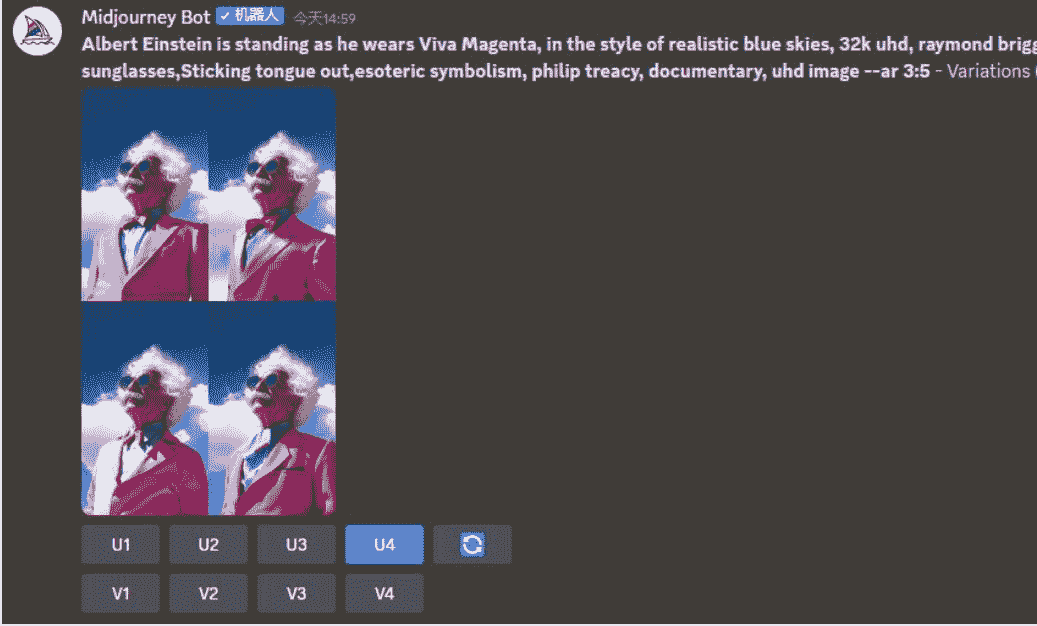 Midjourney Bot ✓ 机器人 今天14:59
Albert Einstein is standing as he wears Viva Magenta, in the style of realistic blue skies, 32k uhd, raymond brigg
sunglasses,Sticking tongue out,esoteric symbolism, philip treacy, documentary, uhd image --ar 3:5 - Variations
U1 U2 U3 U4
V1 V2 V3 V4